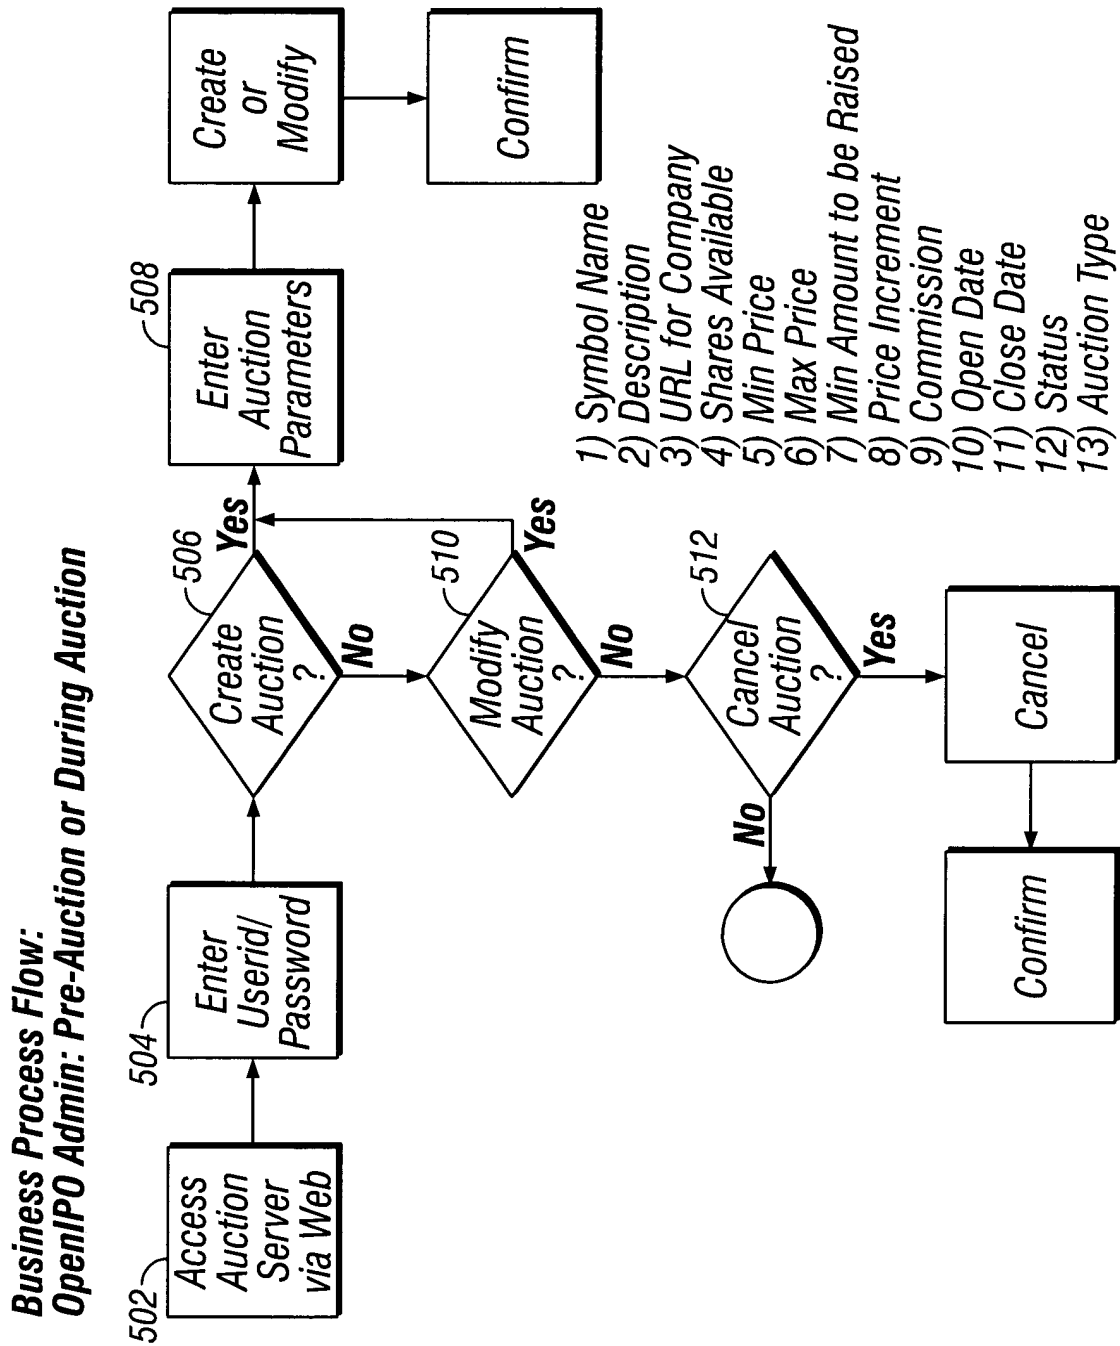 Business Process Flow:
OpenIPO Admin: Pre-Auction or During Auction
502
Access
Auction
Server
via Web
504
Enter
Userid/
Password
506
Create
Auction
?
Yes
No
508
Enter
Auction
Parameters
Create
or
Modify
Confirm
510
Modify
Auction
?
Yes
No
512
Cancel
Auction
?
No
Yes
Cancel
Confirm
1) Symbol Name
2) Description
3) URL for Company
4) Shares Available
5) Min Price
6) Max Price
7) Min Amount to be Raised
8) Price Increment
9) Commission
10) Open Date
11) Close Date
12) Status
13) Auction Type